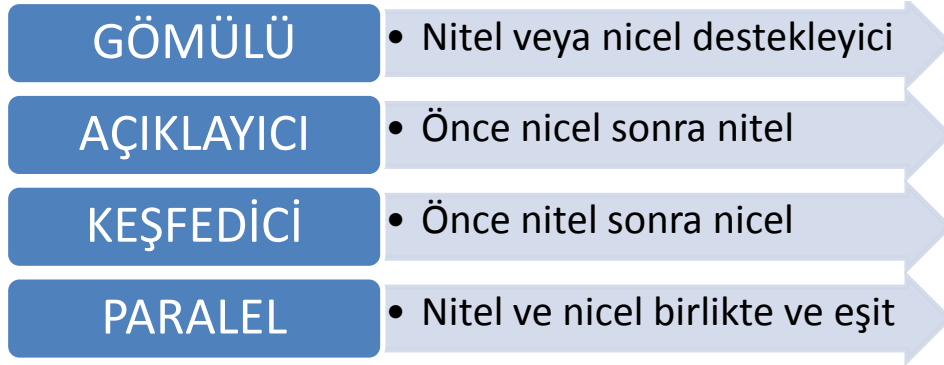 GÖMÜLÜ
• Nitel veya nicel destekleyici
AÇIKLAYICI
• Önce nicel sonra nitel
KEŞFEDİCİ
• Önce nitel sonra nicel
PARALEL
• Nitel ve nicel birlikte ve eşit